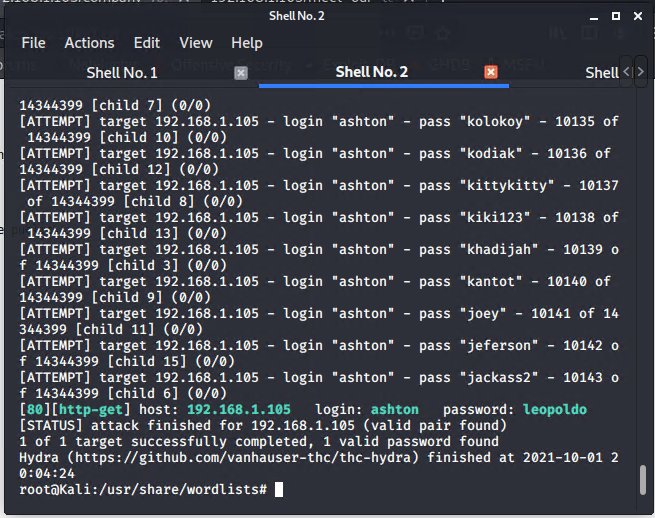 Shell No. 2
File Actions Edit View Help
Shell No. 1
Shell No. 2
Shell
14344399 [child 7] (0/0)
[ATTEMPT] target 192.168.1.105 - login "ashton" - pass "kolokoy" - 10135 of
14344399 [child 10] (0/0)
[ATTEMPT] target 192.168.1.105 - login "ashton" - pass "kodiak" - 10136 of
14344399 [child 12] (0/0)
[ATTEMPT] target 192.168.1.105 - login "ashton" - pass "kittykitty" - 10137
of 14344399 [child 8] (0/0)
[ATTEMPT] target 192.168.1.105 - login "ashton" - pass "kiki123" - 10138 of
14344399 [child 13] (0/0)
[ATTEMPT] target 192.168.1.105 - login "ashton" - pass "khadijah" - 10139 o
f 14344399 [child 3] (0/0)
[ATTEMPT] target 192.168.1.105 - login "ashton" - pass "kantot" - 10140 of
14344399 [child 9] (0/0)
[ATTEMPT] target 192.168.1.105 - login "ashton" - pass "joey" - 10141 of 14
344399 [child 11] (0/0)
[ATTEMPT] target 192.168.1.105 - login "ashton" - pass "jeferson" - 10142 o
f 14344399 [child 15] (0/0)
[ATTEMPT] target 192.168.1.105 - login "ashton" - pass "jackass2" - 10143 o
f 14344399 [child 6] (0/0)
[80][http-get] host: 192.168.1.105 login: ashton password: leopoldo
[STATUS] attack finished for 192.168.1.105 (valid pair found)
1 of 1 target successfully completed, 1 valid password found
Hydra (https://github.com/vanhauser-thc/thc-hydra) finished at 2021-10-01 2
0:04:24
root@Kali:/usr/share/wordlists#